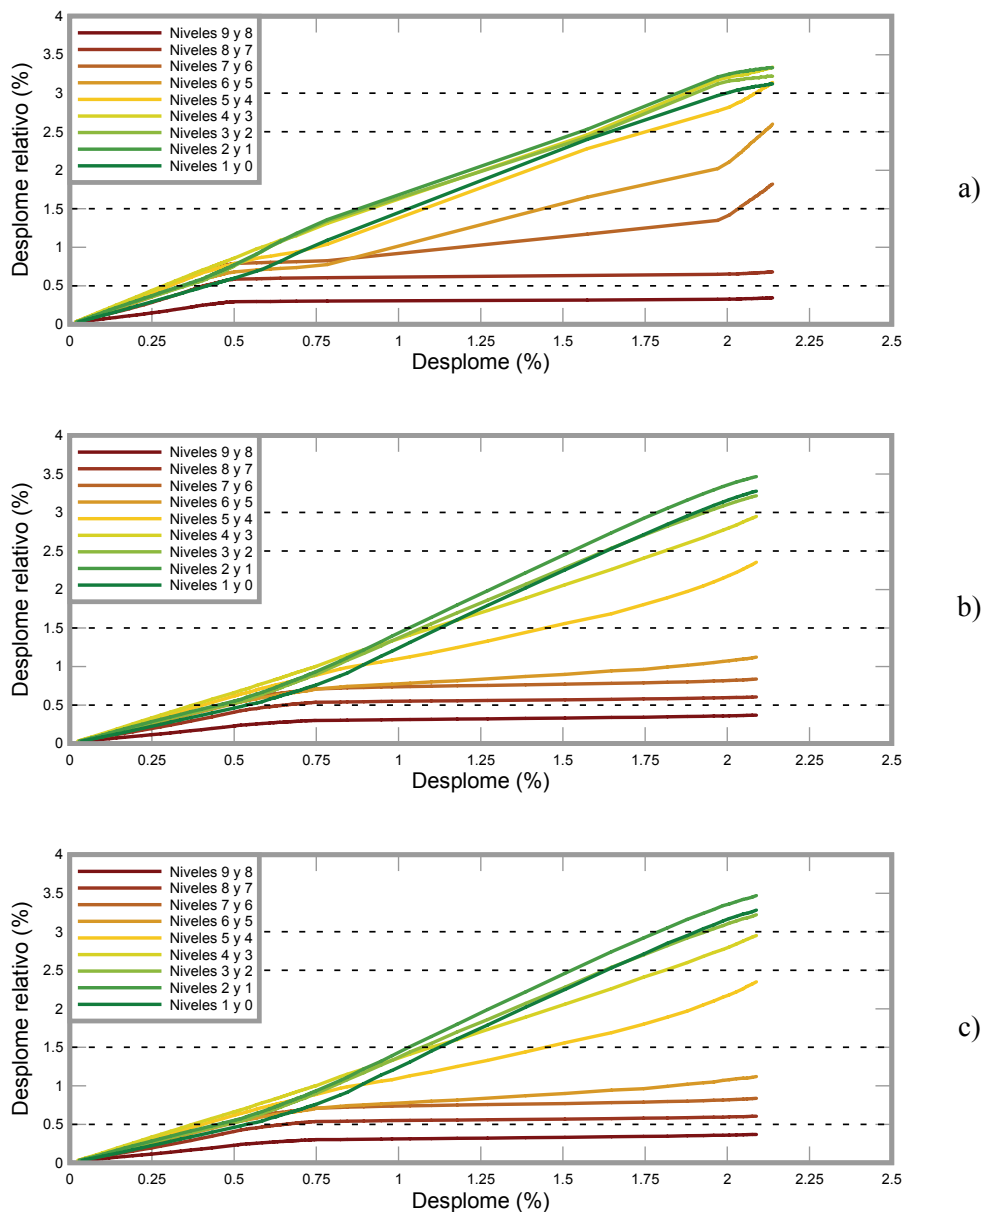 4
3.5
3
2.5
2
1.5
1
0.5
0
Desplome relativo (%)
Niveles 9 y 8
Niveles 8 y 7
Niveles 7 y 6
Niveles 6 y 5
Niveles 5 y 4
Niveles 4 y 3
Niveles 3 y 2
Niveles 2 y 1
Niveles 1 y 0
0 0.25 0.5 0.75 1 1.25 1.5 1.75 2 2.25 2.5
Desplome (%)
a)
4
3.5
3
2.5
2
1.5
1
0.5
0
Desplome relativo (%)
Niveles 9 y 8
Niveles 8 y 7
Niveles 7 y 6
Niveles 6 y 5
Niveles 5 y 4
Niveles 4 y 3
Niveles 3 y 2
Niveles 2 y 1
Niveles 1 y 0
0 0.25 0.5 0.75 1 1.25 1.5 1.75 2 2.25 2.5
Desplome (%)
b)
4
3.5
3
2.5
2
1.5
1
0.5
0
Desplome relativo (%)
Niveles 9 y 8
Niveles 8 y 7
Niveles 7 y 6
Niveles 6 y 5
Niveles 5 y 4
Niveles 4 y 3
Niveles 3 y 2
Niveles 2 y 1
Niveles 1 y 0
0 0.25 0.5 0.75 1 1.25 1.5 1.75 2 2.25 2.5
Desplome (%)
c)